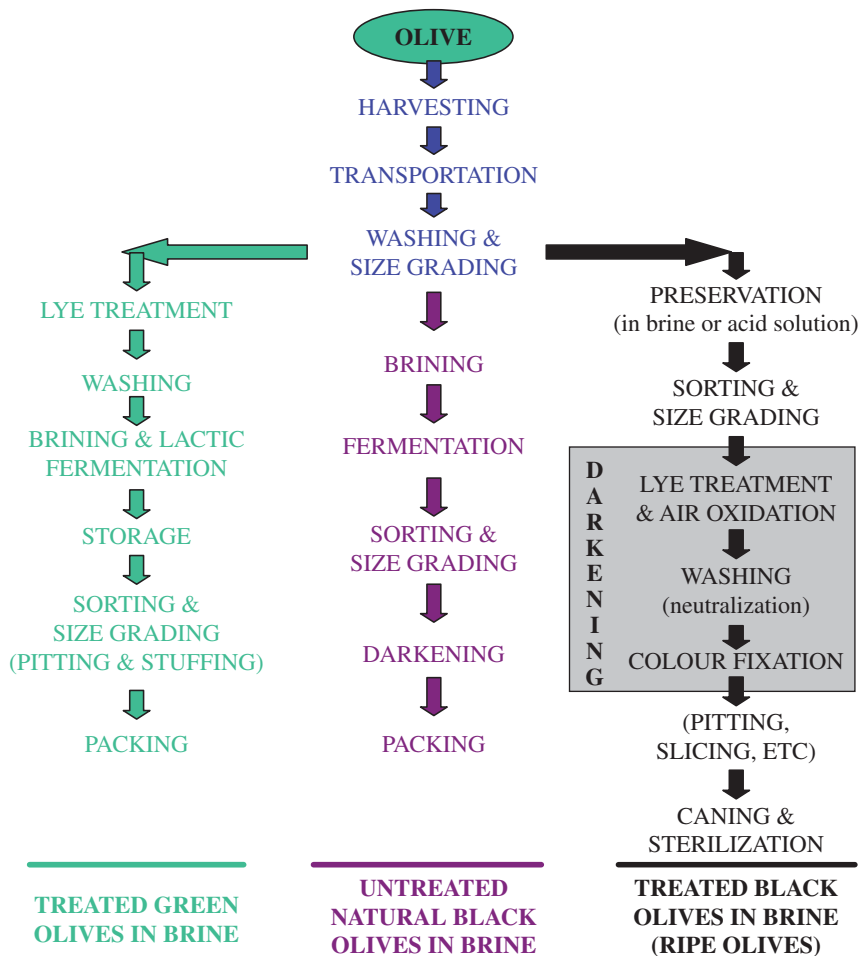 OLIVE
HARVESTING
TRANSPORTATION
WASHING &
SIZE GRADING
LYE TREATMENT
WASHING
BRINING & LACTIC
FERMENTATION
STORAGE
SORTING &
SIZE GRADING
(PITTING & STUFFING)
PACKING
TREATED GREEN
OLIVES IN BRINE
BRINING
FERMENTATION
SORTING &
SIZE GRADING
DARKENING
PACKING
UNTREATED
NATURAL BLACK
OLIVES IN BRINE
PRESERVATION
(in brine or acid solution)
SORTING &
SIZE GRADING
DARKENING
LYE TREATMENT
& AIR OXIDATION
WASHING
(neutralization)
COLOUR FIXATION
(PITTING,
SLICING, ETC)
CANING &
STERILIZATION
TREATED BLACK
OLIVES IN BRINE
(RIPE OLIVES)